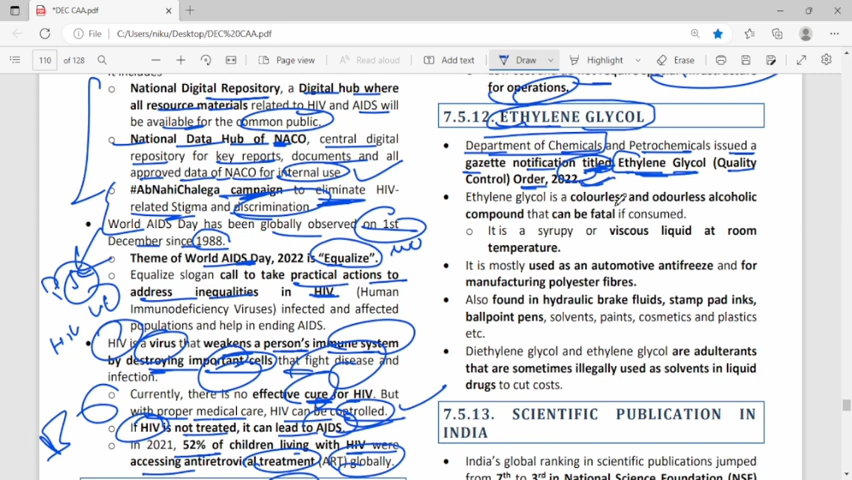 *DEC CAA.pdf
File
C:/Users/niku/Desktop/DEC%20CAA.pdf
110 of 128
Page view
Read aloud
Add text
Draw
Highlight
Erase
It includes
National Digital Repository, a Digital hub where
all resource materials related to HIV and AIDS will
be available for the common public.
National Data Hub of NACO, central digital
repository for key reports, documents and all
approved data of NACO for internal use
#AbNahiChalega campaign to eliminate HIV-
related Stigma and discrimination
World AIDS Day has been globally observed on 1st
December since 1988.
Theme of World AIDS Day, 2022 is “Equalize”.
Equalize slogan call to take practical actions to
address inequalities in HIV (Human
Immunodeficiency Viruses) infected and affected
populations and help in ending AIDS.
HIV is a virus that weakens a person's immune system
by destroying important cells that fight disease and
infection.
Currently, there is no effective cure for HIV. But
with proper medical care, HIV can be controlled.
If HIV is not treated, it can lead to AIDS.
In 2021, 52% of children living with HIV were
accessing antiretroviral treatment (ART) globally.
HIV
for operations.
7.5.12. ETHYLENE GLYCOL
Department of Chemicals and Petrochemicals issued a
gazette notification titled Ethylene Glycol (Quality
Control) Order, 2022.
Ethylene glycol is a colourless and odourless alcoholic
compound that can be fatal if consumed.
It is a syrupy or viscous liquid at room
temperature.
It is mostly used as an automotive antifreeze and for
manufacturing polyester fibres.
Also found in hydraulic brake fluids, stamp pad inks,
ballpoint pens, solvents, paints, cosmetics and plastics
etc.
Diethylene glycol and ethylene glycol are adulterants
that are sometimes illegally used as solvents in liquid
drugs to cut costs.
7.5.13. SCIENTIFIC PUBLICATION IN
INDIA
India's global ranking in scientific publications jumped
from 7th to 3rd in National Science Foundation (NSF)